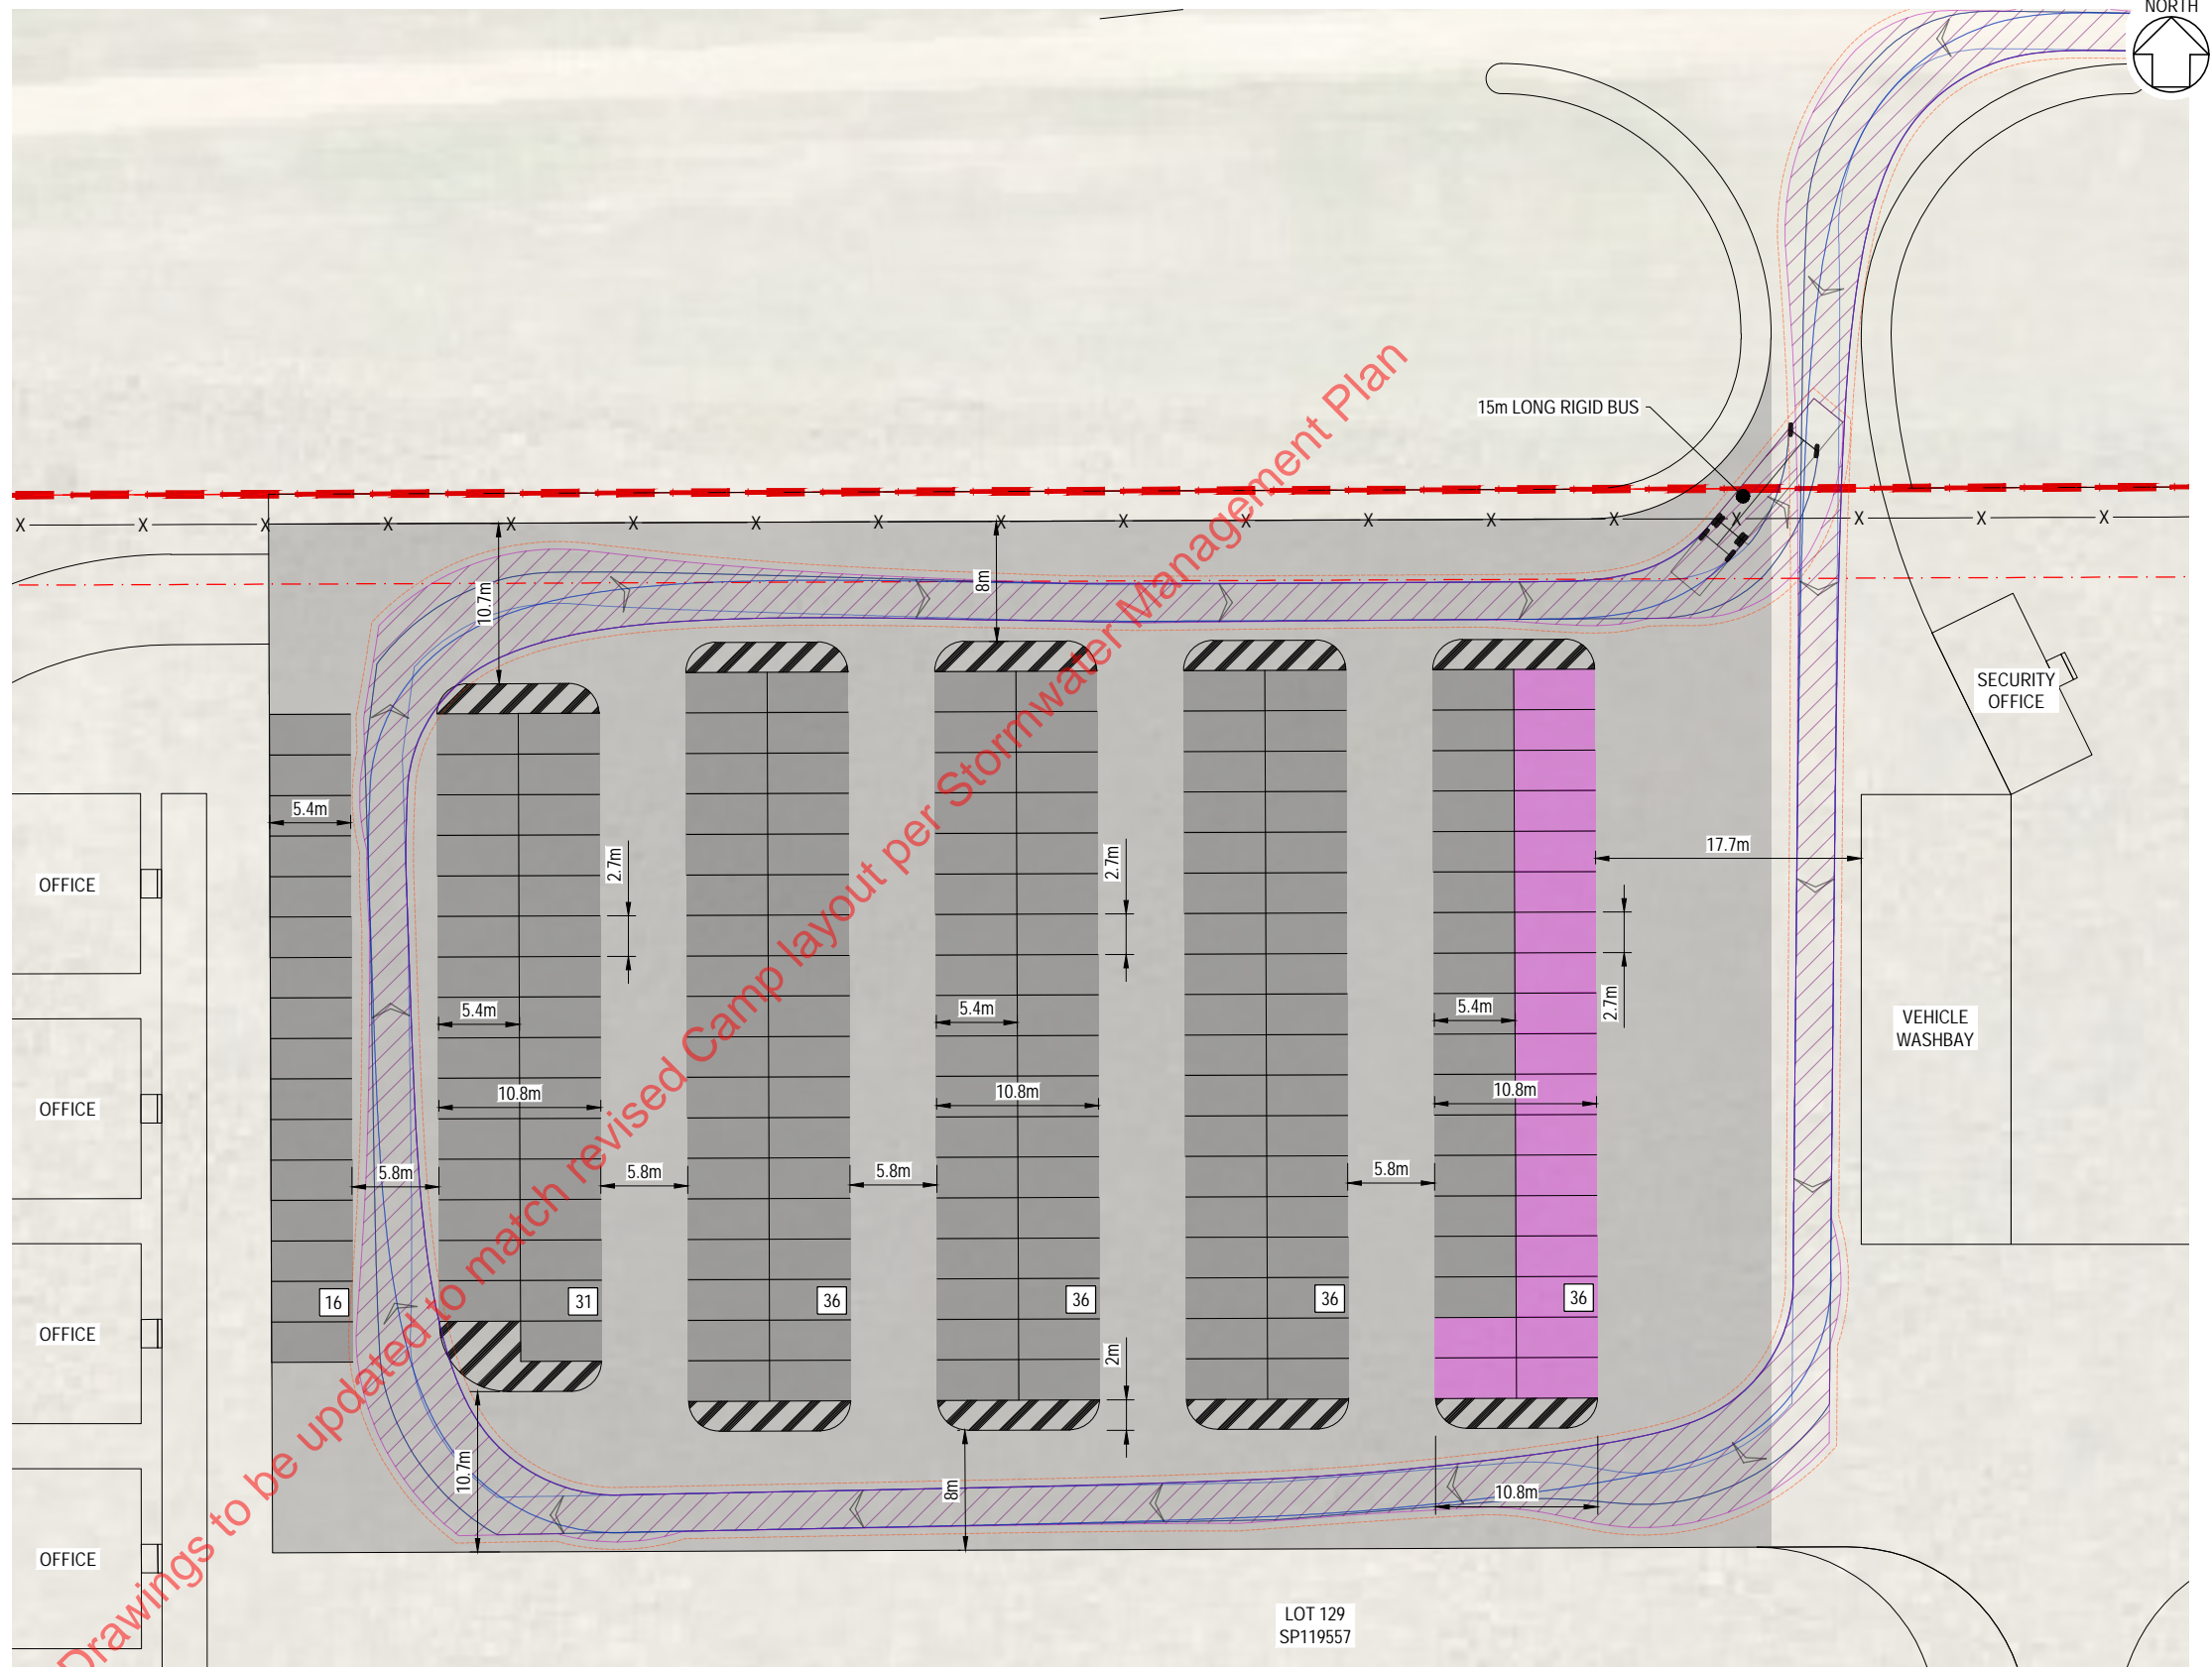 NORTH
15m LONG RIGID BUS
X X X X X X X X X X X X X X X X X X
10.7m
8m
SECURITY
OFFICE
5.4m
2.7m
2.7m
17.7m
OFFICE
2.7m
5.4m
5.4m
5.4m
VEHICLE
WASHBAY
10.8m
10.8m
10.8m
OFFICE
5.8m
5.8m
5.8m
5.8m
16
31
36
36
36
36
OFFICE
2m
10.7m
8m
10.8m
OFFICE
LOT 129
SP119557
Drawings to be updated to match revised Camp layout per Stormwater Management Plan